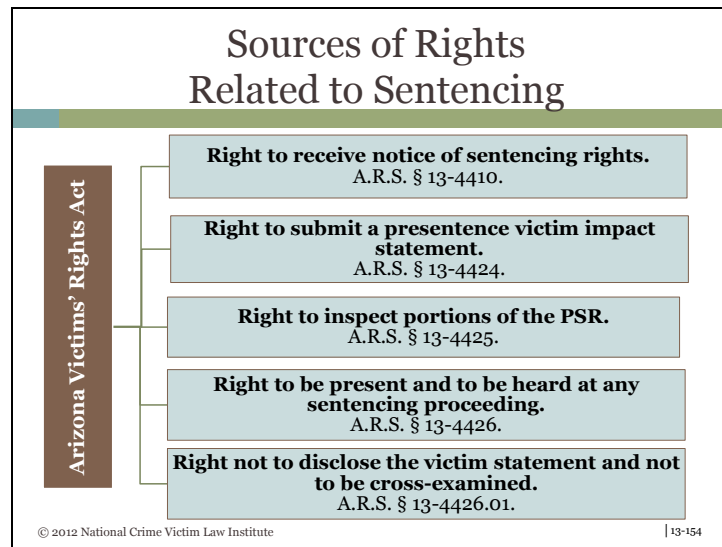 Sources of Rights
Related to Sentencing
Arizona Victims' Rights Act
Right to receive notice of sentencing rights.
A.R.S. § 13-4410.
Right to submit a presentence victim impact
statement.
A.R.S. § 13-4424.
Right to inspect portions of the PSR.
A.R.S. § 13-4425.
Right to be present and to be heard at any
sentencing proceeding.
A.R.S. § 13-4426.
Right not to disclose the victim statement and not
to be cross-examined.
A.R.S. § 13-4426.01.
© 2012 National Crime Victim Law Institute
| 13-154